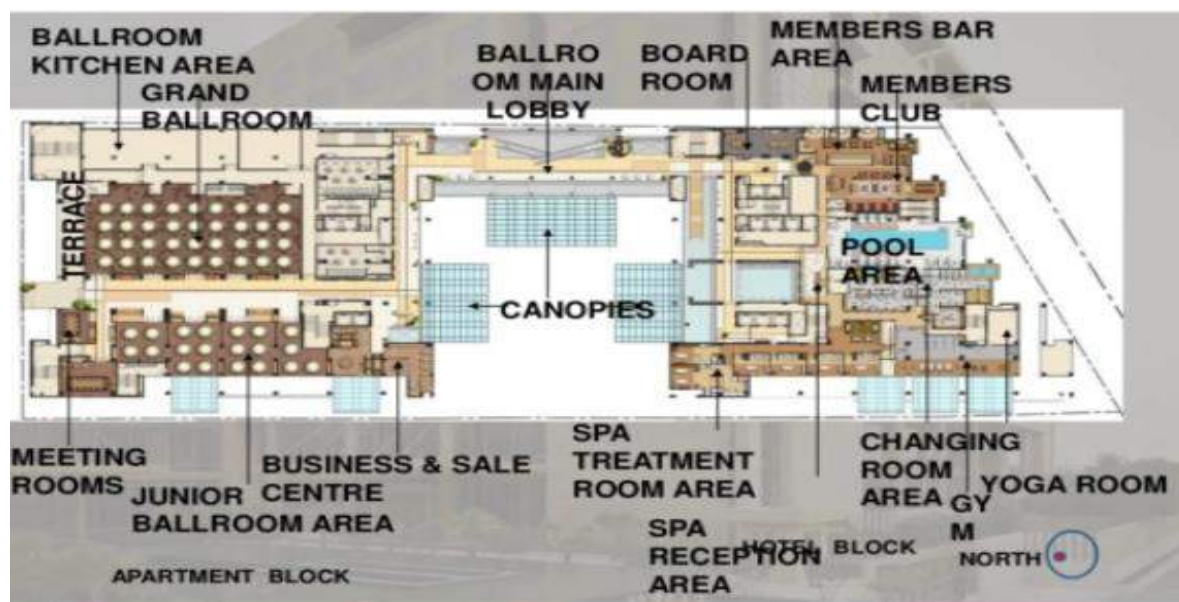 BALLROOM
KITCHEN AREA
GRAND
BALLROOM
BALLRO
OM MAIN
LOBBY
BOARD
ROOM
MEMBERS BAR
AREA
MEMBERS
CLUB
TERRACE
POOL
AREA
CANOPIES
MEETING
ROOMS
JUNIOR
BALLROOM AREA
BUSINESS & SALE
CENTRE
SPA
TREATMENT
ROOM AREA
SPA
RECEPTION
AREA
CHANGING
ROOM
AREA
GY
M
YOGA ROOM
HOTEL BLOCK
NORTH
APARTMENT BLOCK